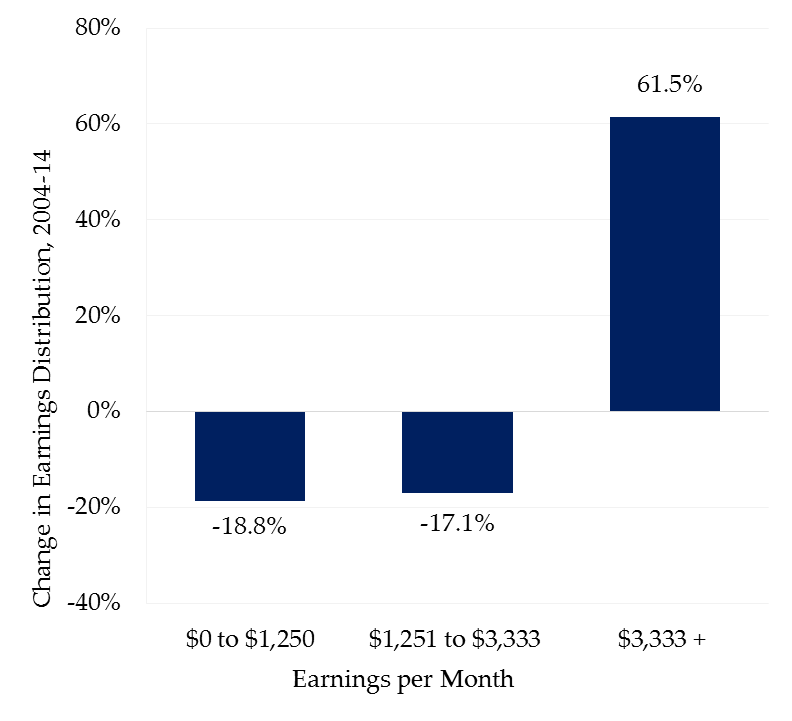 80%
60%
40%
20%
0%
-20%
-40%
Change in Earnings Distribution, 2004-14
61.5%
-18.8%
-17.1%
$0 to $1,250
$1,251 to $3,333
$3,333 +
Earnings per Month